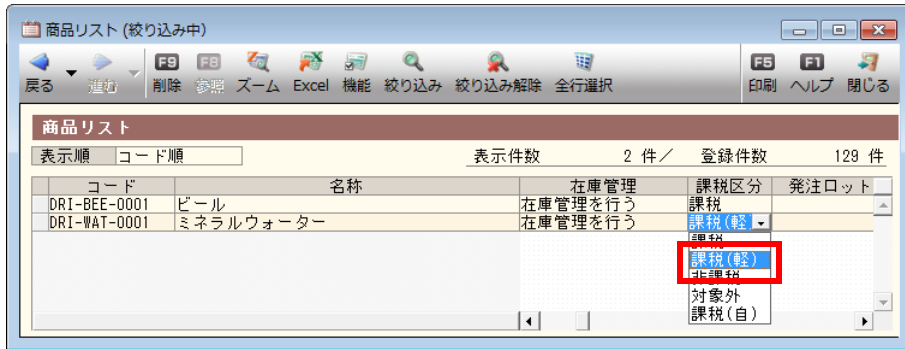 商品リスト (絞り込み中)
F9 F8 F5 F1
戻る 進む 削除 参照 ズーム Excel 機能 絞り込み 絞り込み解除 全行選択 印刷 ヘルプ 閉じる
商品リスト
表示順 コード順 表示件数 2 件/ 登録件数 129 件
コード 名称 在庫管理 課税区分 発注ロット
DRI-BEE-0001 ビール 在庫管理を行う 課税
DRI-WAT-0001 ミネラルウォーター 在庫管理を行う 課税(軽)
課税
課税(軽)
非課税
対象外
課税(自)